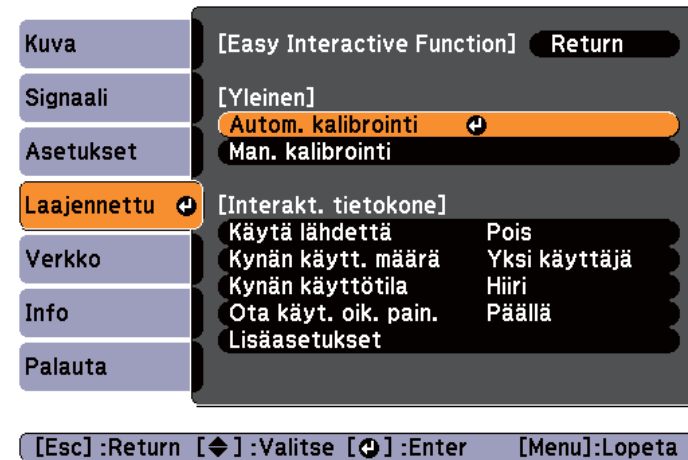 Kuva
Signaali
Asetukset
Laajennettu
Verkko
Info
Palauta
[Easy Interactive Function] Return
[Yleinen]
Autom. kalibrointi
Man. kalibrointi
[Interakt. tietokone]
Käytä lähdettä Pois
Kynän käytt. määrä Yksi käyttäjä
Kynän käyttötila Hiiri
Ota käyt. oik. pain. Päällä
Lisäasetukset
[Esc] :Return [◆] :Valitse [⏎] :Enter [Menu]:Lopeta